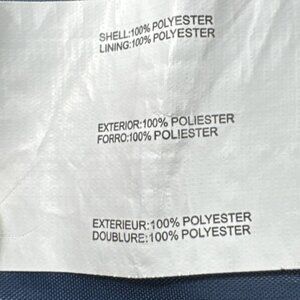 SHELL:100% POLYESTER
LINING:100% POLYESTER
EXTERIOR:100% POLIESTER
FORRO:100% POLIESTER
EXTERIEUR:100% POLYESTER
DOUBLURE:100% POLYESTER